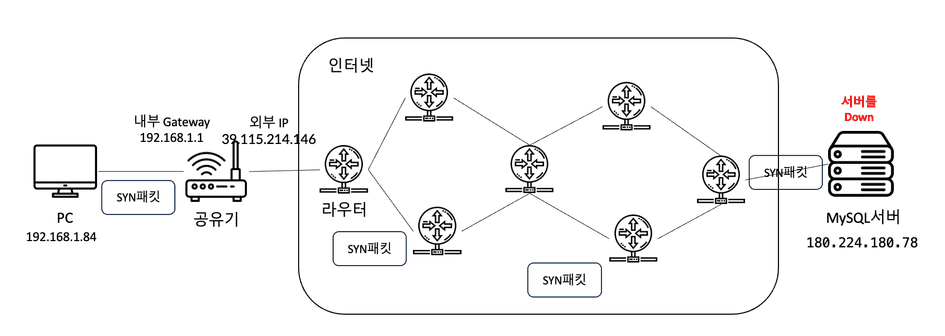 인터넷
서버를
Down
내부 Gateway
192.168.1.1
외부 IP
39.115.214.146
SYN패킷
PC
192.168.1.84
공유기
라우터
SYN패킷
SYN패킷
SYN패킷
MySQL서버
180.224.180.78